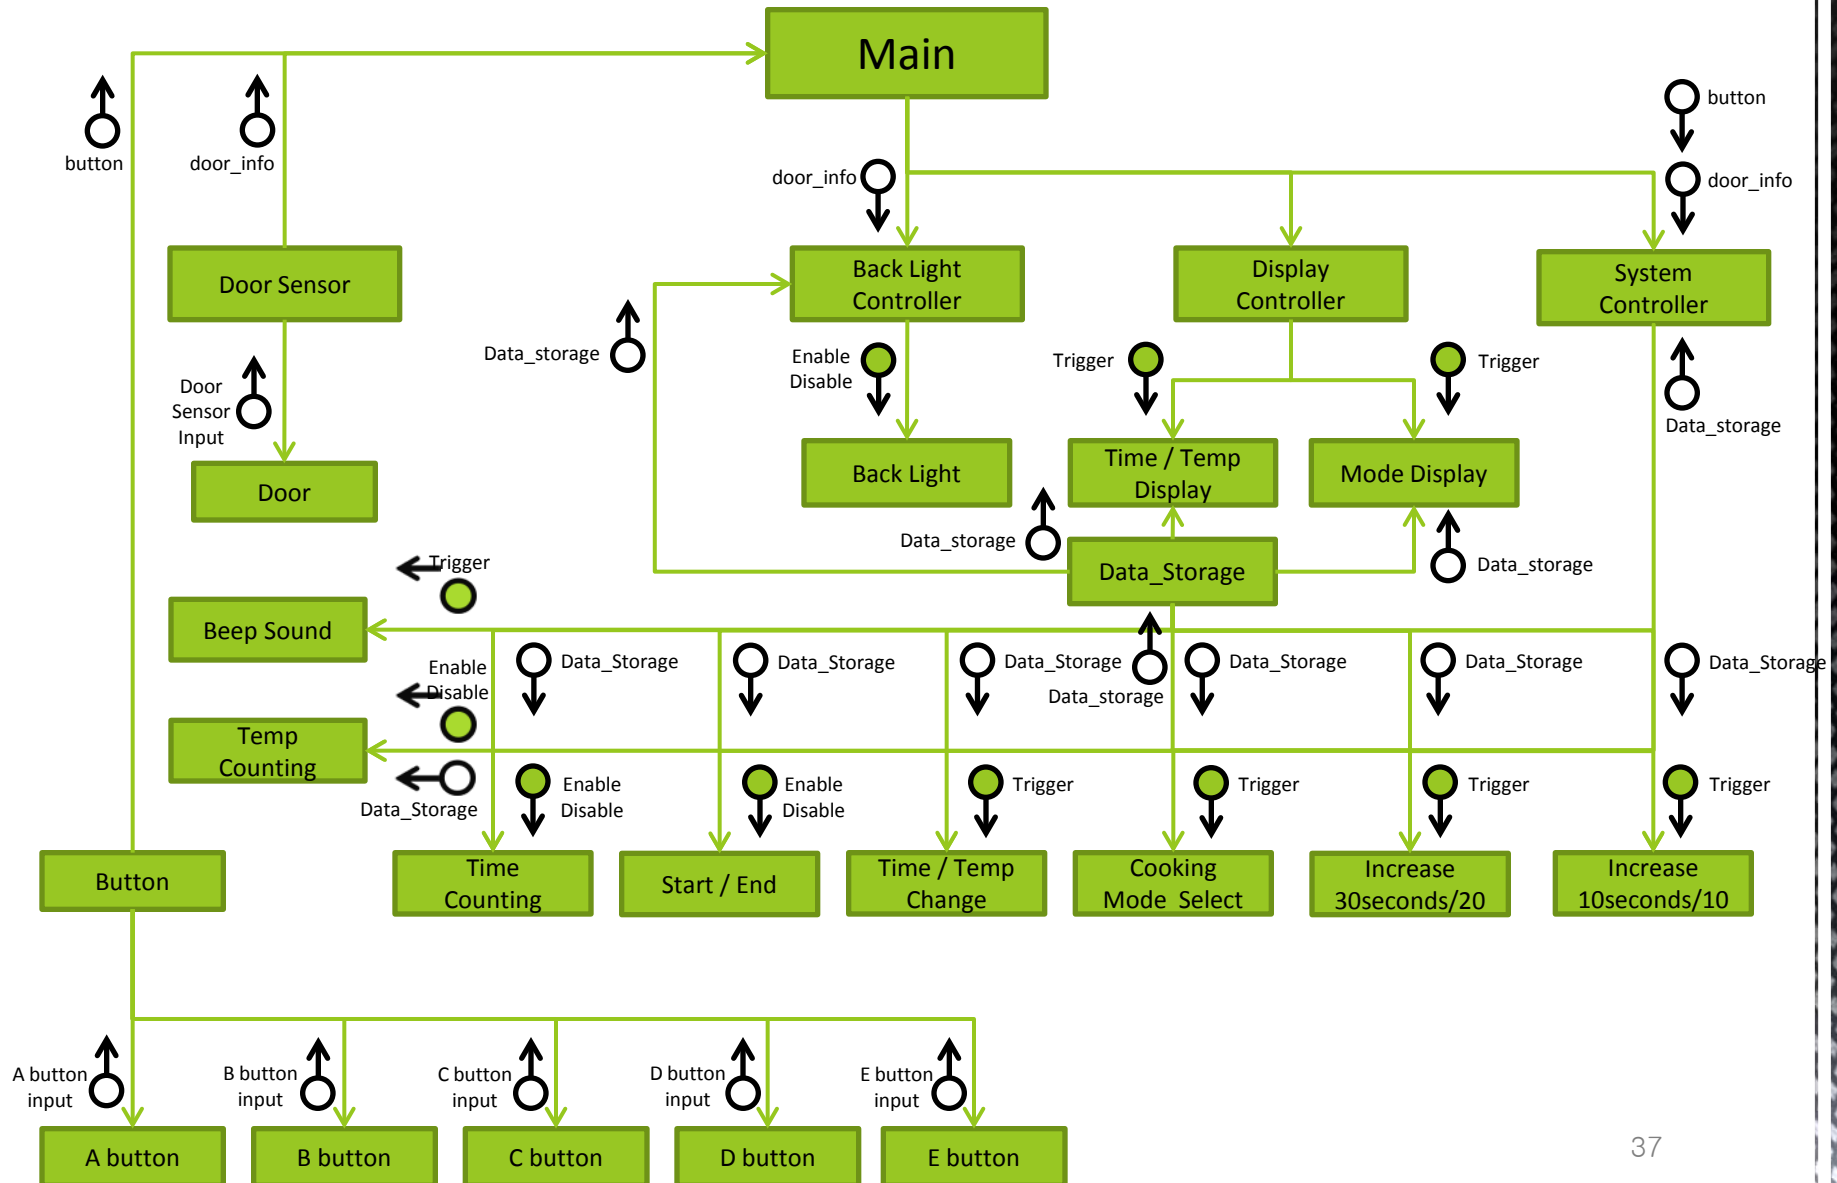 Main
button
button
door_info
door_info
door_info
Door Sensor
Back Light
Controller
Display
Controller
System
Controller
Data_storage
Enable
Disable
Trigger
Trigger
Door
Sensor
Input
Data_storage
Door
Back Light
Time / Temp
Display
Mode Display
Data_storage
Data_storage
Trigger
Data_Storage
Beep Sound
Enable
Disable
Data_Storage
Data_Storage
Data_Storage
Data_storage
Data_Storage
Data_Storage
Data_Storage
Temp
Counting
Data_Storage
Enable
Disable
Enable
Disable
Trigger
Trigger
Trigger
Trigger
Button
Time
Counting
Start / End
Time / Temp
Change
Cooking
Mode  Select
Increase
30seconds/20
Increase
10seconds/10
A button
input
B button
input
C button
input
D button
input
E button
input
A button
B button
C button
D button
E button
37